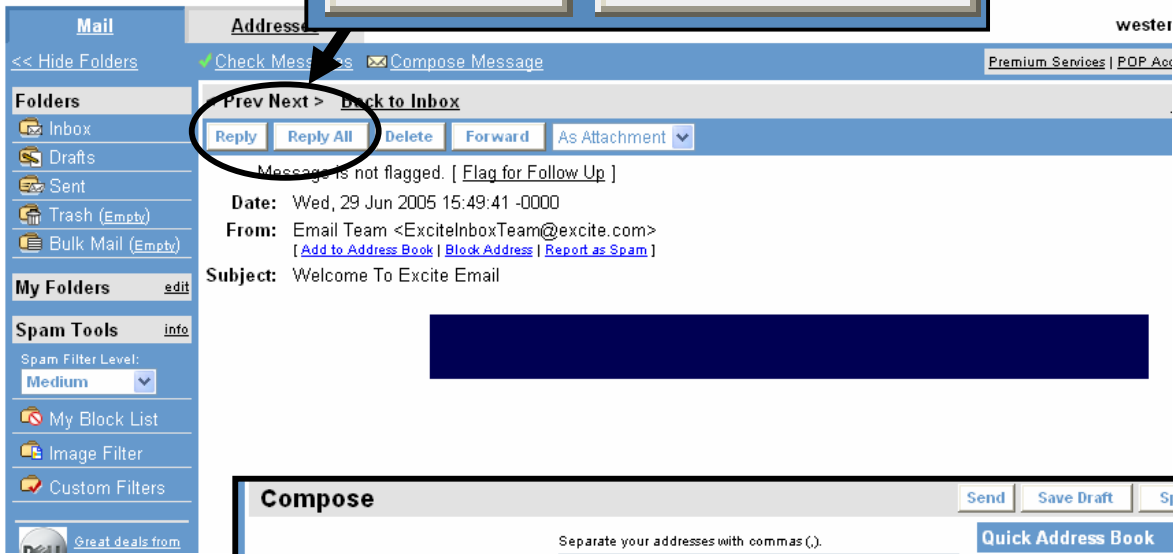 Mail
Addresses
wester
<< Hide Folders
Check Messages Compose Message
Premium Services | POP Acc
Folders
Inbox
Drafts
Sent
Trash (Empty)
Bulk Mail (Empty)
My Folders edit
Spam Tools info
Spam Filter Level:
Medium
My Block List
Image Filter
Custom Filters
Great deals from
< Prev Next > Back to Inbox
Reply Reply All Delete Forward As Attachment
Message is not flagged. [ Flag for Follow Up ]
Date: Wed, 29 Jun 2005 15:49:41 -0000
From: Email Team <ExciteInboxTeam@excite.com>
[ Add to Address Book | Block Address | Report as Spam ]
Subject: Welcome To Excite Email
Compose
Send Save Draft Sp
Separate your addresses with commas (,).
Quick Address Book